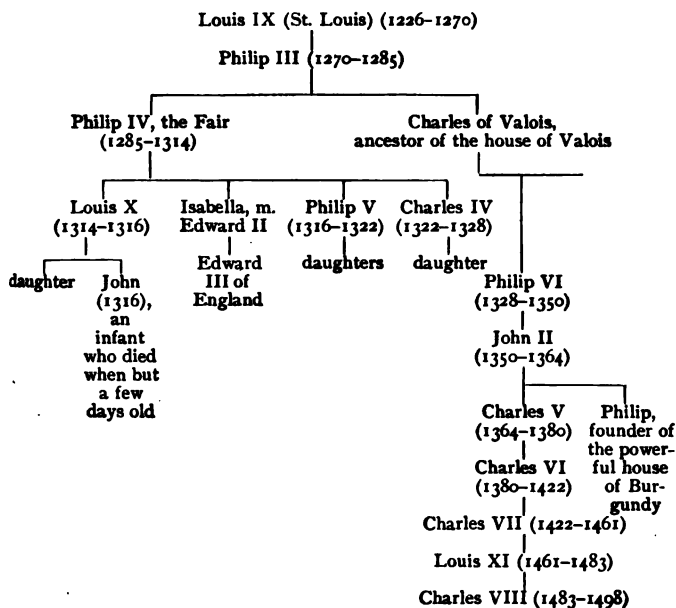 Louis IX (St. Louis) (1226–1270)
Philip III (1270–1285)
Philip IV, the Fair
(1285–1314)
Charles of Valois,
ancestor of the house of Valois
Louis X
(1314–1316)
Isabella, m.
Edward II
Philip V
(1316–1322)
Charles IV
(1322–1328)
daughter
John
(1316),
an
infant
who died
when but
a few
days old
Edward
III of
England
daughters
daughter
Philip VI
(1328–1350)
John II
(1350–1364)
Charles V
(1364–1380)
Philip,
founder of
the power-
ful house
of Bur-
gundy
Charles VI
(1380–1422)
Charles VII (1422–1461)
Louis XI (1461–1483)
Charles VIII (1483–1498)